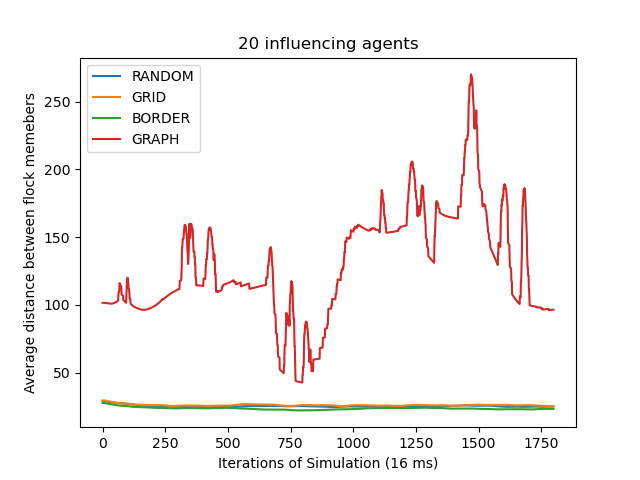 20 influencing agents
RANDOM
GRID
BORDER
GRAPH
Average distance between flock memebers
250
200
150
100
50
0
250
500
750
1000
1250
1500
1750
Iterations of Simulation (16 ms)